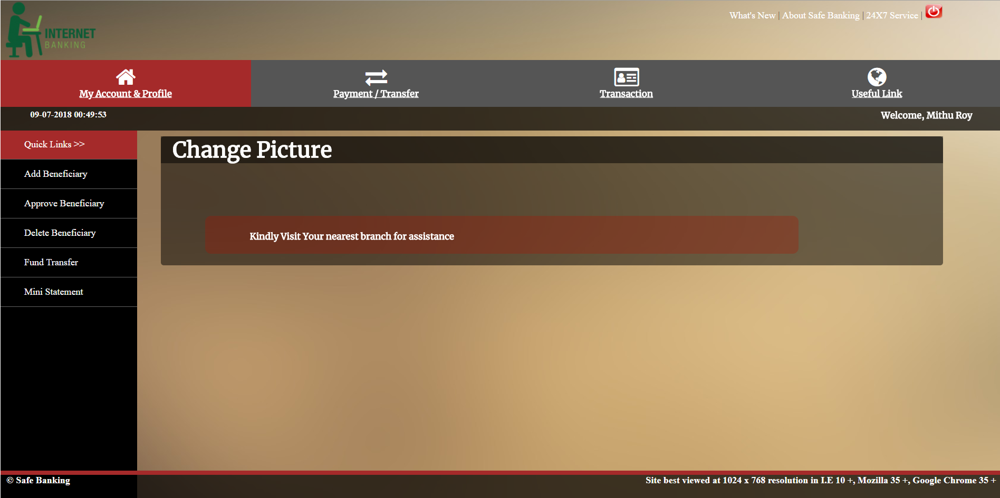 INTERNET
BANKING
What's New | About Safe Banking | 24X7 Service |
My Account & Profile
Payment / Transfer
Transaction
Useful Link
09-07-2018 00:49:53
Welcome, Mithu Roy
Quick Links >>
Add Beneficiary
Approve Beneficiary
Delete Beneficiary
Fund Transfer
Mini Statement
Change Picture
Kindly Visit Your nearest branch for assistance
© Safe Banking
Site best viewed at 1024 x 768 resolution in I.E 10 +, Mozilla 35 +, Google Chrome 35 +